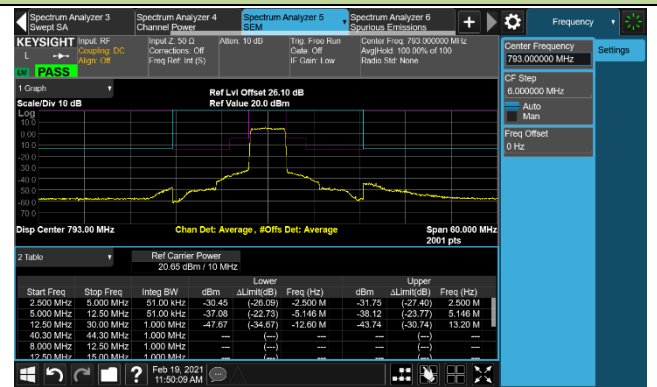 Spectrum Analyzer 3 Spectrum Analyzer 4 Spectrum Analyzer 5 Spectrum Analyzer 6 Frequency
Swept SA Channel Power SEM Spurious Emissions
KEYSIGHT Input: RF Input Z: 50 Ω Atten: 10 dB Trig: Free Run Center Freq: 793.000000 MHz
L Coupling: DC Corrections: Off Gate: Off Avg|Hold: 100.00% of 100
Align: Off Freq Ref: Int (S) IF Gain: Low Radio Std: None
PASS
Center Frequency Settings
793.000000 MHz
CF Step
6.000000 MHz
Auto
Man
Freq Offset
0 Hz
1 Graph
Scale/Div 10 dB Ref Lvl Offset 26.10 dB
Ref Value 20.0 dBm
Log
10.0
0.00
-10.0
-20.0
-30.0
-40.0
-50.0
-60.0
-70.0
Disp Center 793.00 MHz Chan Det: Average, #Offs Det: Average Span 60.000 MHz
2001 pts
2 Table Ref Carrier Power
20.65 dBm / 10 MHz
Lower Upper
Start Freq Stop Freq Integ BW dBm ΔLimit(dB) Freq (Hz) dBm ΔLimit(dB) Freq (Hz)
2.500 MHz 5.000 MHz 51.00 kHz -30.45 (-26.09) -2.500 M -31.75 (-27.40) 2.500 M
5.000 MHz 12.50 MHz 51.00 kHz -37.08 (-22.73) -5.146 M -38.12 (-23.77) 5.146 M
12.50 MHz 30.00 MHz 1.000 MHz -47.67 (-34.67) -12.60 M -43.74 (-30.74) 13.20 M
40.30 MHz 44.30 MHz 1.000 MHz --- (---) --- --- (---) ---
8.000 MHz 12.50 MHz 1.000 MHz --- (---) --- --- (---) ---
12.50 MHz 15.00 MHz 1.000 MHz --- (---) --- --- (---) ---
? Feb 19, 2021
11:50:09 AM